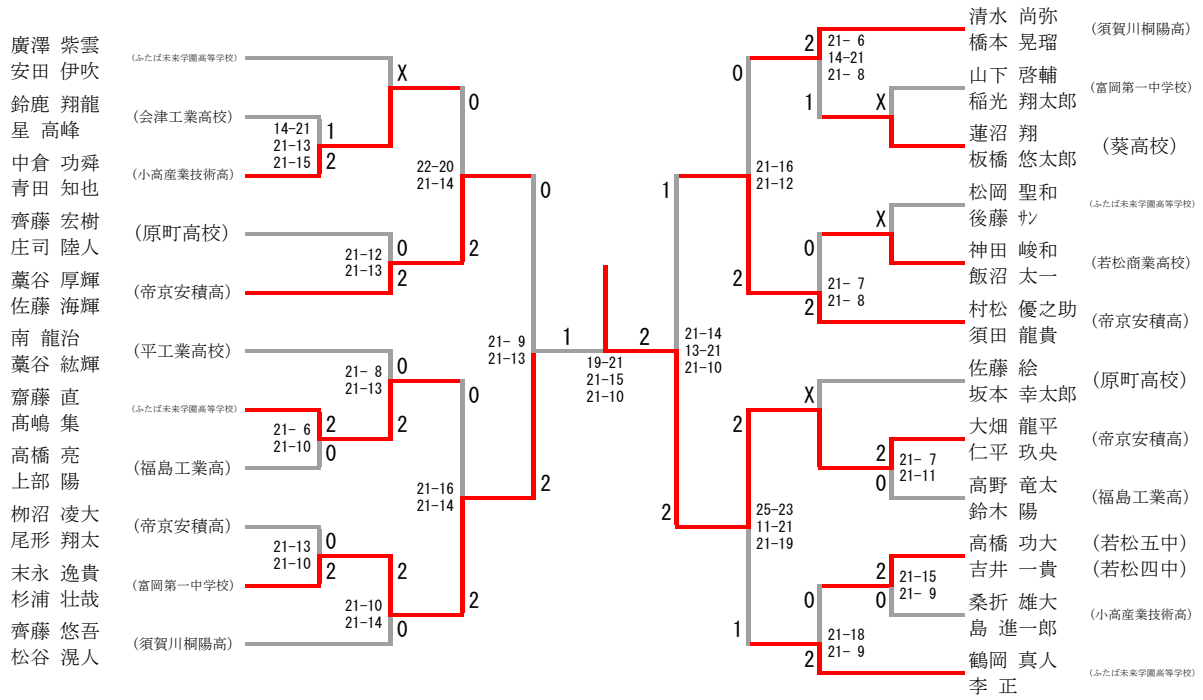 廣澤 紫雲
安田 伊吹
(ふたば未来学園高等学校)
X
0
鈴鹿 翔龍
星 高峰
(会津工業高校)
14-21
21-13
21-15
1
2
中倉 功舜
青田 知也
(小高産業技術高)
22-20
21-14
0
齊藤 宏樹
庄司 陸人
(原町高校)
21-12
21-13
0
2
2
藁谷 厚輝
佐藤 海輝
(帝京安積高)
南 龍治
藁谷 紘輝
(平工業高校)
21- 8
21-13
0
2
0
21- 9
21-13
齋藤 直
髙嶋 集
(ふたば未来学園高等学校)
21- 6
21-10
2
0
高橋 亮
上部 陽
(福島工業高)
21-16
21-14
2
栁沼 凌大
尾形 翔太
(帝京安積高)
21-13
21-10
0
2
2
末永 逸貴
杉浦 壮哉
(富岡第一中学校)
21-10
21-14
0
2
齊藤 悠吾
松谷 滉人
(須賀川桐陽高)
1
2
19-21
21-15
21-10
清水 尚弥
橋本 晃瑠
(須賀川桐陽高)
2
21- 6
14-21
21- 8
0
1
山下 啓輔
稲光 翔太郎
(富岡第一中学校)
X
蓮沼 翔
板橋 悠太郎
(葵高校)
21-16
21-12
1
松岡 聖和
後藤 サン
(ふたば未来学園高等学校)
X
0
神田 峻和
飯沼 太一
(若松商業高校)
2
21- 7
21- 8
2
村松 優之助
須田 龍貴
(帝京安積高)
21-14
13-21
21-10
佐藤 絵
坂本 幸太郎
(原町高校)
X
2
大畑 龍平
仁平 玖央
(帝京安積高)
2
21- 7
21-11
0
高野 竜太
鈴木 陽
(福島工業高)
2
25-23
11-21
21-19
高橋 功大
(若松五中)
吉井 一貴
(若松四中)
2
21-15
21- 9
0
0
桑折 雄大
島 進一郎
(小高産業技術高)
1
21-18
21- 9
2
鶴岡 真人
李 正
(ふたば未来学園高等学校)